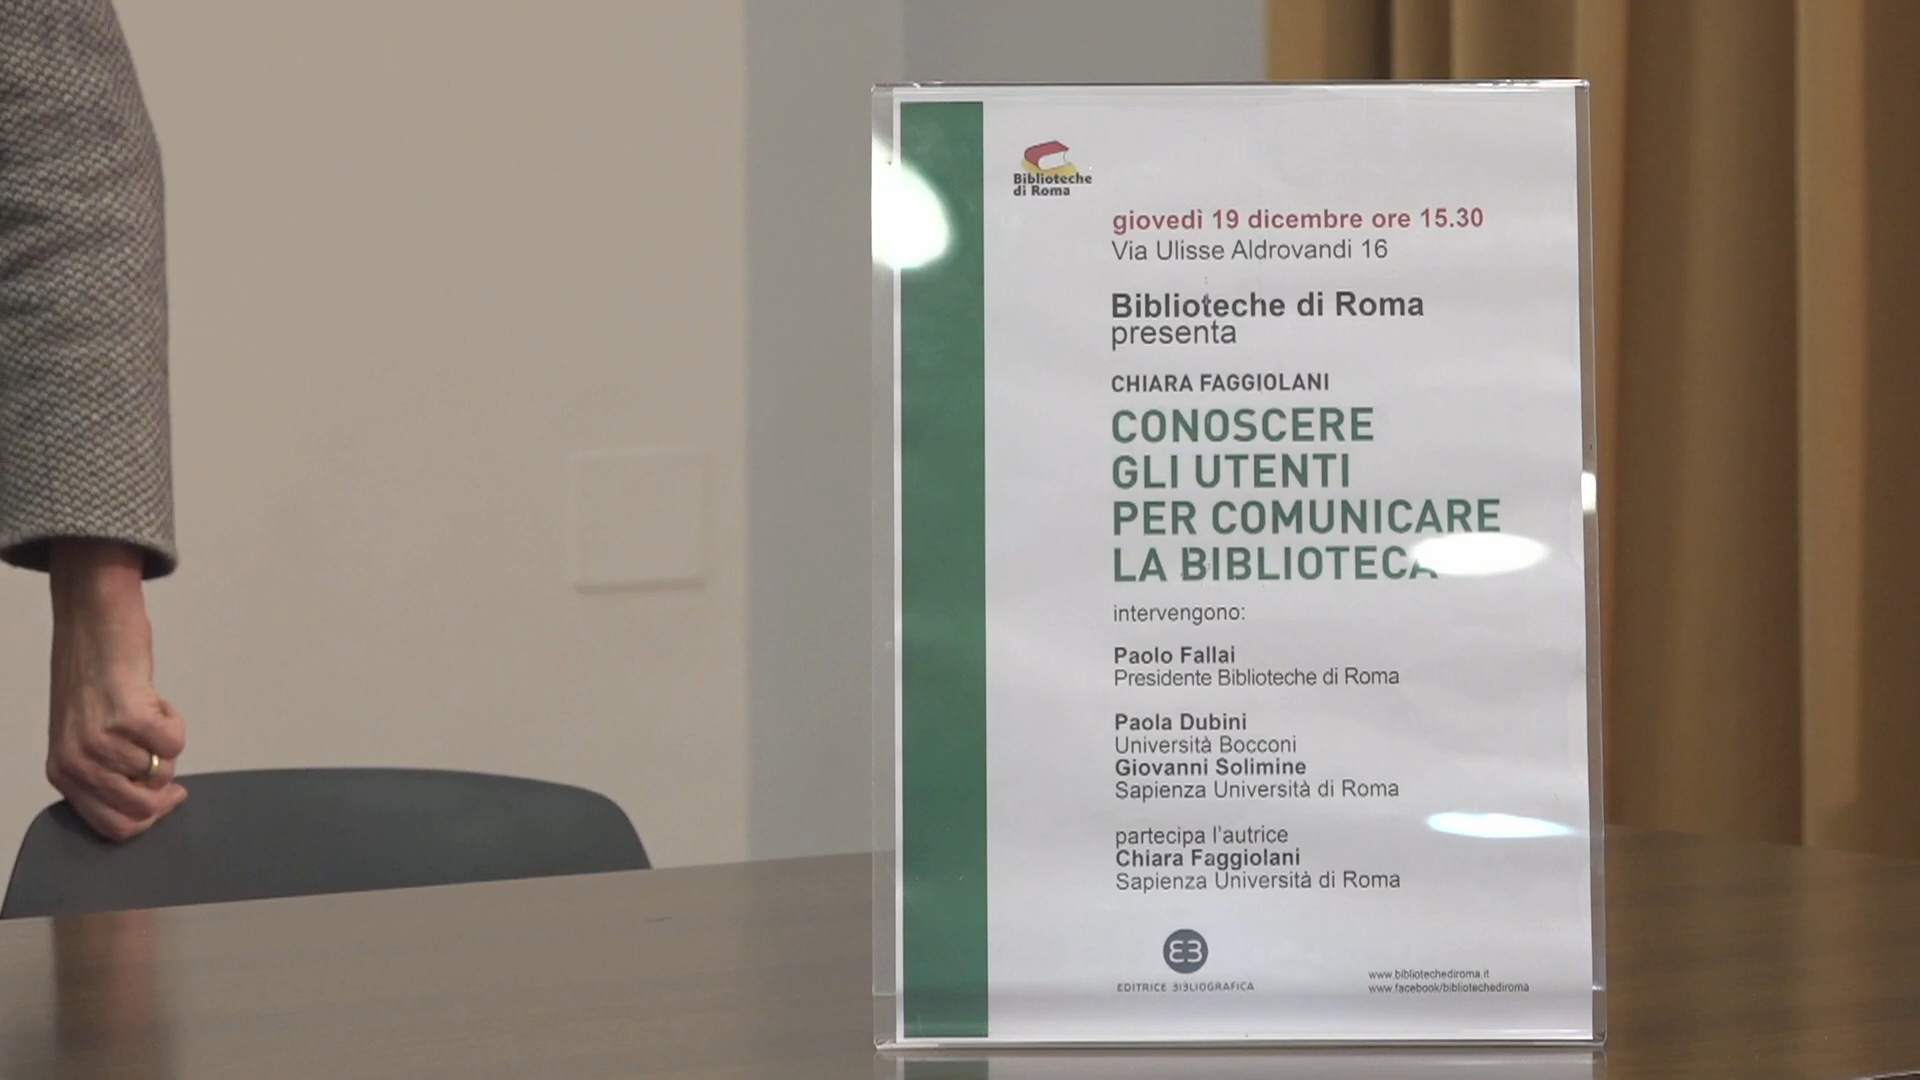 Biblioteche
di Roma
giovedì 19 dicembre ore 15.30
Via Ulisse Aldrovandi 16
Biblioteche di Roma
presenta
CHIARA FAGGIOLANI
CONOSCERE
GLI UTENTI
PER COMUNICARE
LA BIBLIOTECA
intervengono:
Paolo Fallai
Presidente Biblioteche di Roma
Paola Dubini
Università Bocconi
Giovanni Solimine
Sapienza Università di Roma
partecipa l'autrice
Chiara Faggiolani
Sapienza Università di Roma
EDITRICE BIBLIOGRAFICA
www.bibliotechediroma.it
www.facebook/bibliotechediroma